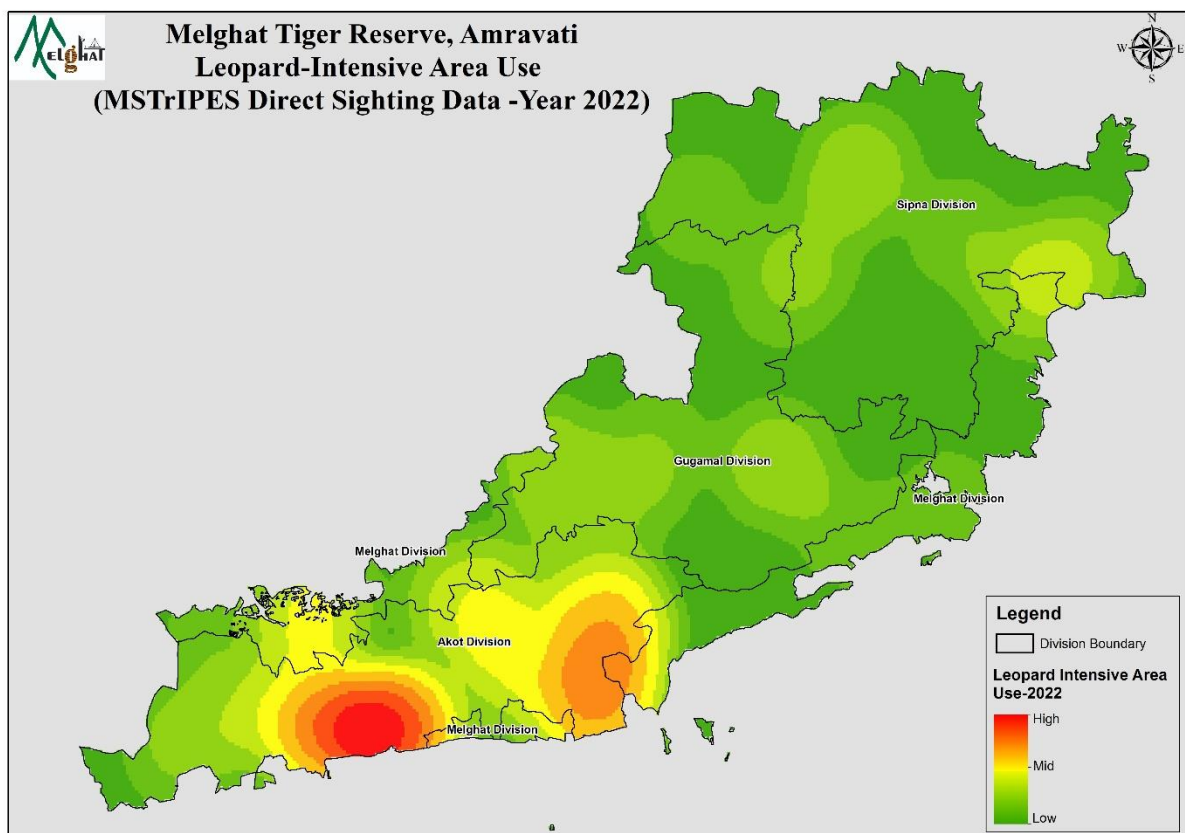 MELGHAT
Melghat Tiger Reserve, Amravati
Leopard-Intensive Area Use
(MSTrIPES Direct Sighting Data -Year 2022)
N
W
E
S
Sipna Division
Gugamal Division
Melghat Division
Melghat Division
Akot Division
Melghat Division
Legend
Division Boundary
Leopard Intensive Area
Use-2022
High
Mid
Low